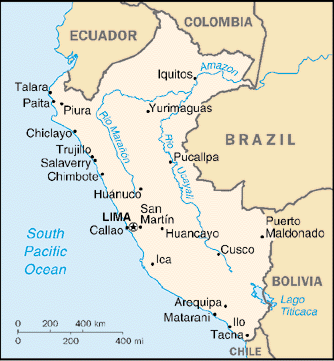 COLOMBIA
ECUADOR
Iquitos
Amazon
Talara
Paita
Piura
Yurimaguas
Río Marañón
Chiclayo
BRAZIL
Trujillo
Salaverry
Río Ucayali
Pucallpa
Chimbote
Huánuco
LIMA
San
Martín
Callao
Huancayo
Puerto
Maldonado
South
Pacific
Ocean
Cusco
Ica
BOLIVIA
Lago
Titicaca
Arequipa
Matarani
Ilo
Tacna
CHILE
0 200 400 km
0 200 400 mi